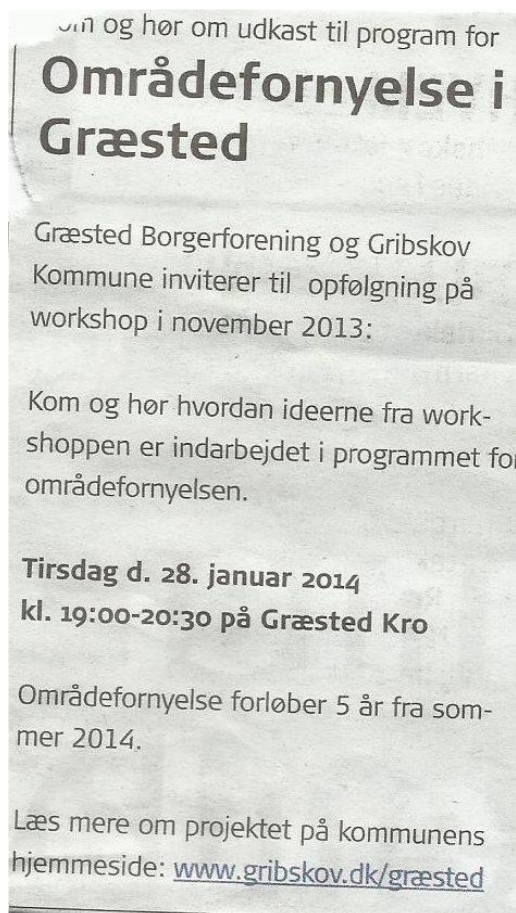 og hør om udkast til program for
Områdefornyelse i
Græsted
Græsted Borgerforening og Gribskov
Kommune inviterer til opfølgning på
workshop i november 2013:
Kom og hør hvordan ideerne fra work-
shoppen er indarbejdet i programmet for
områdefornyelsen.
Tirsdag d. 28. januar 2014
kl. 19:00-20:30 på Græsted Kro
Områdefornyelse forløber 5 år fra som-
mer 2014.
Læs mere om projektet på kommunens
hjemmeside: www.gribskov.dk/græsted